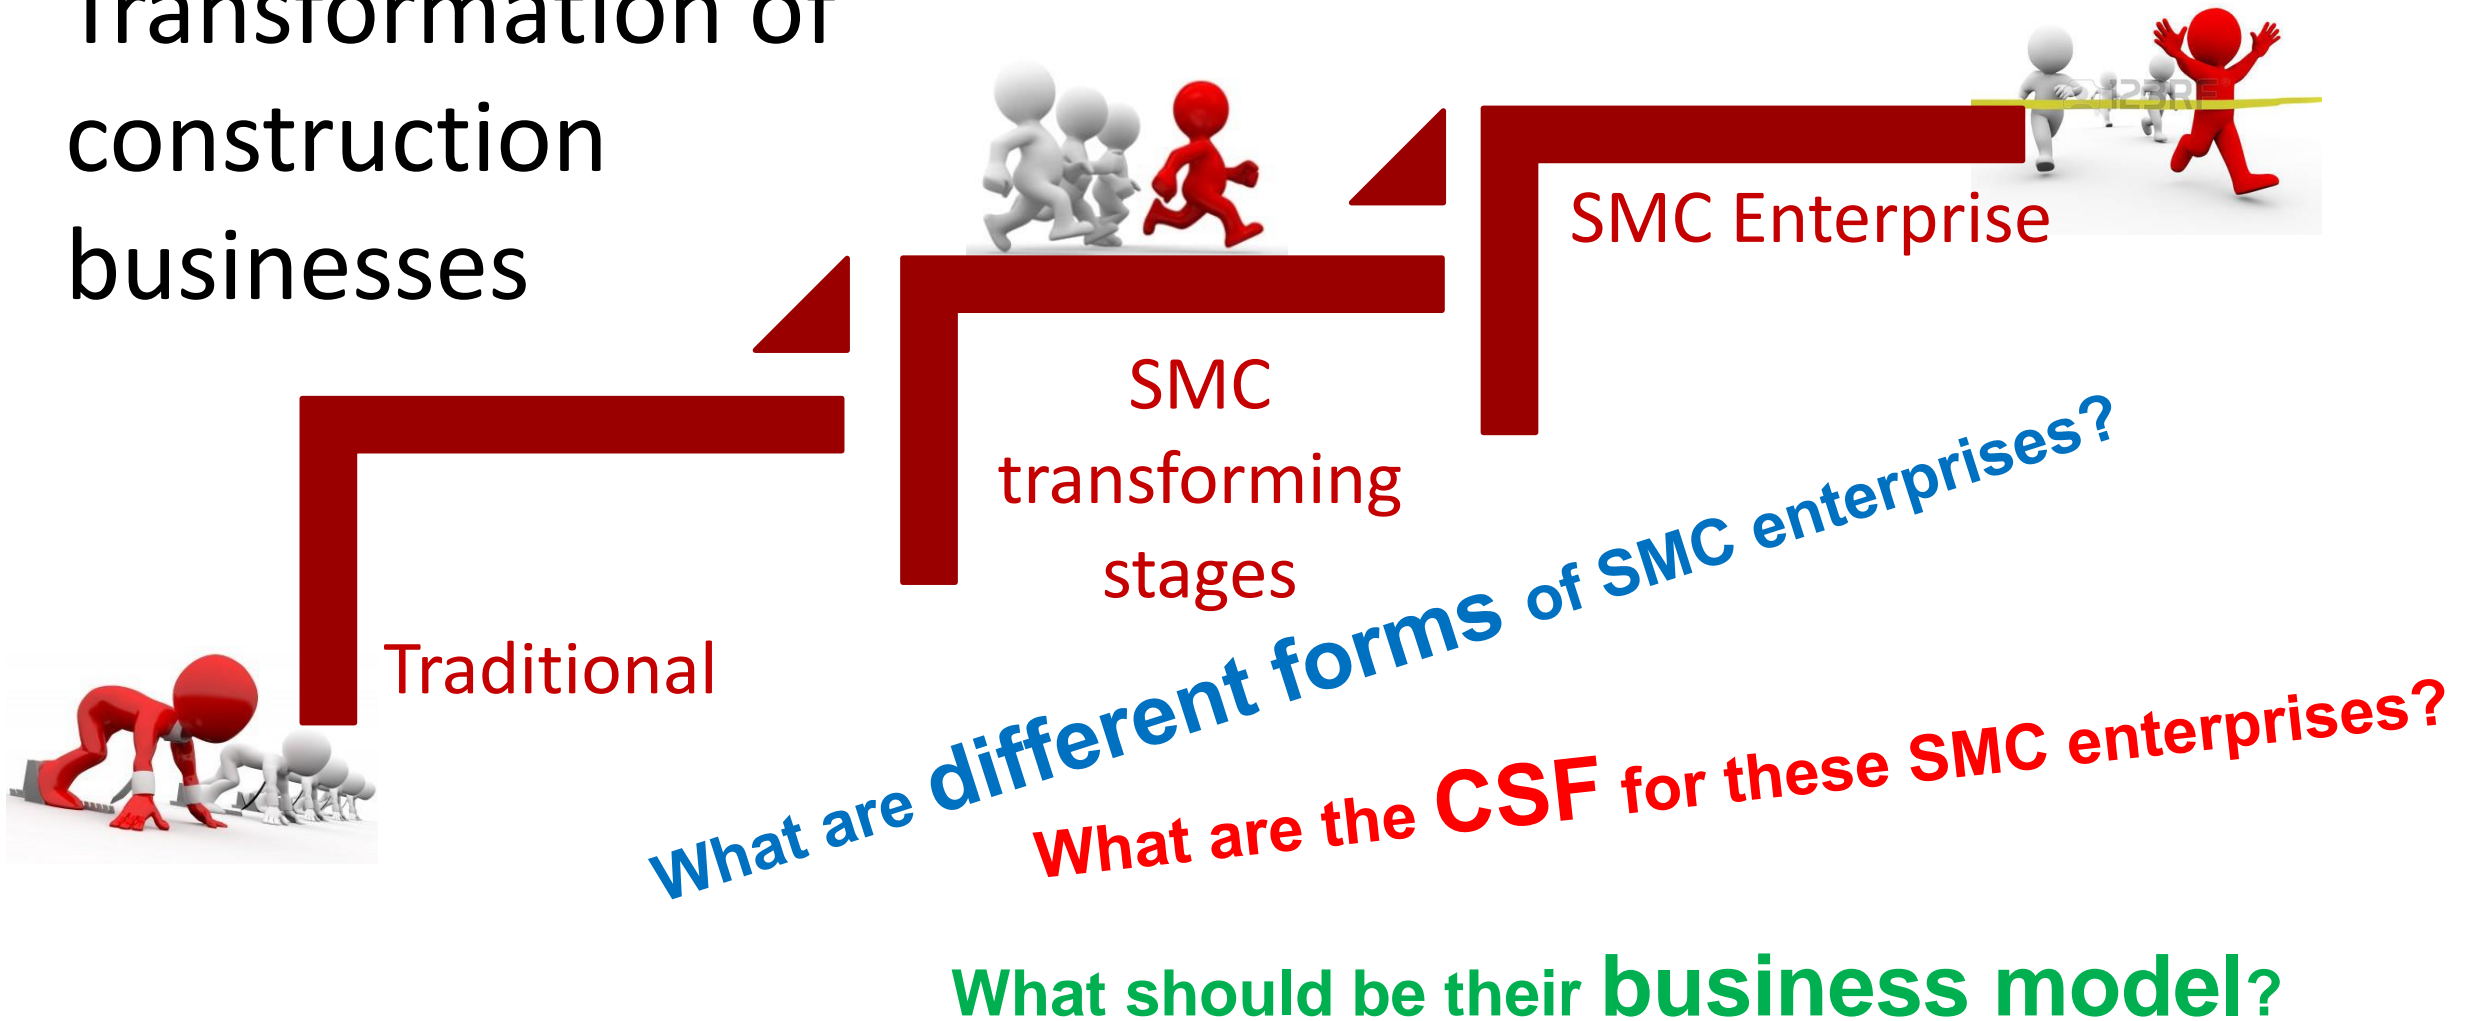 Transformation of
construction
businesses
SMC Enterprise
SMC
transforming
stages
Traditional
What are different forms of SMC enterprises?
What are the CSF for these SMC enterprises?
What should be their business model?
123RF